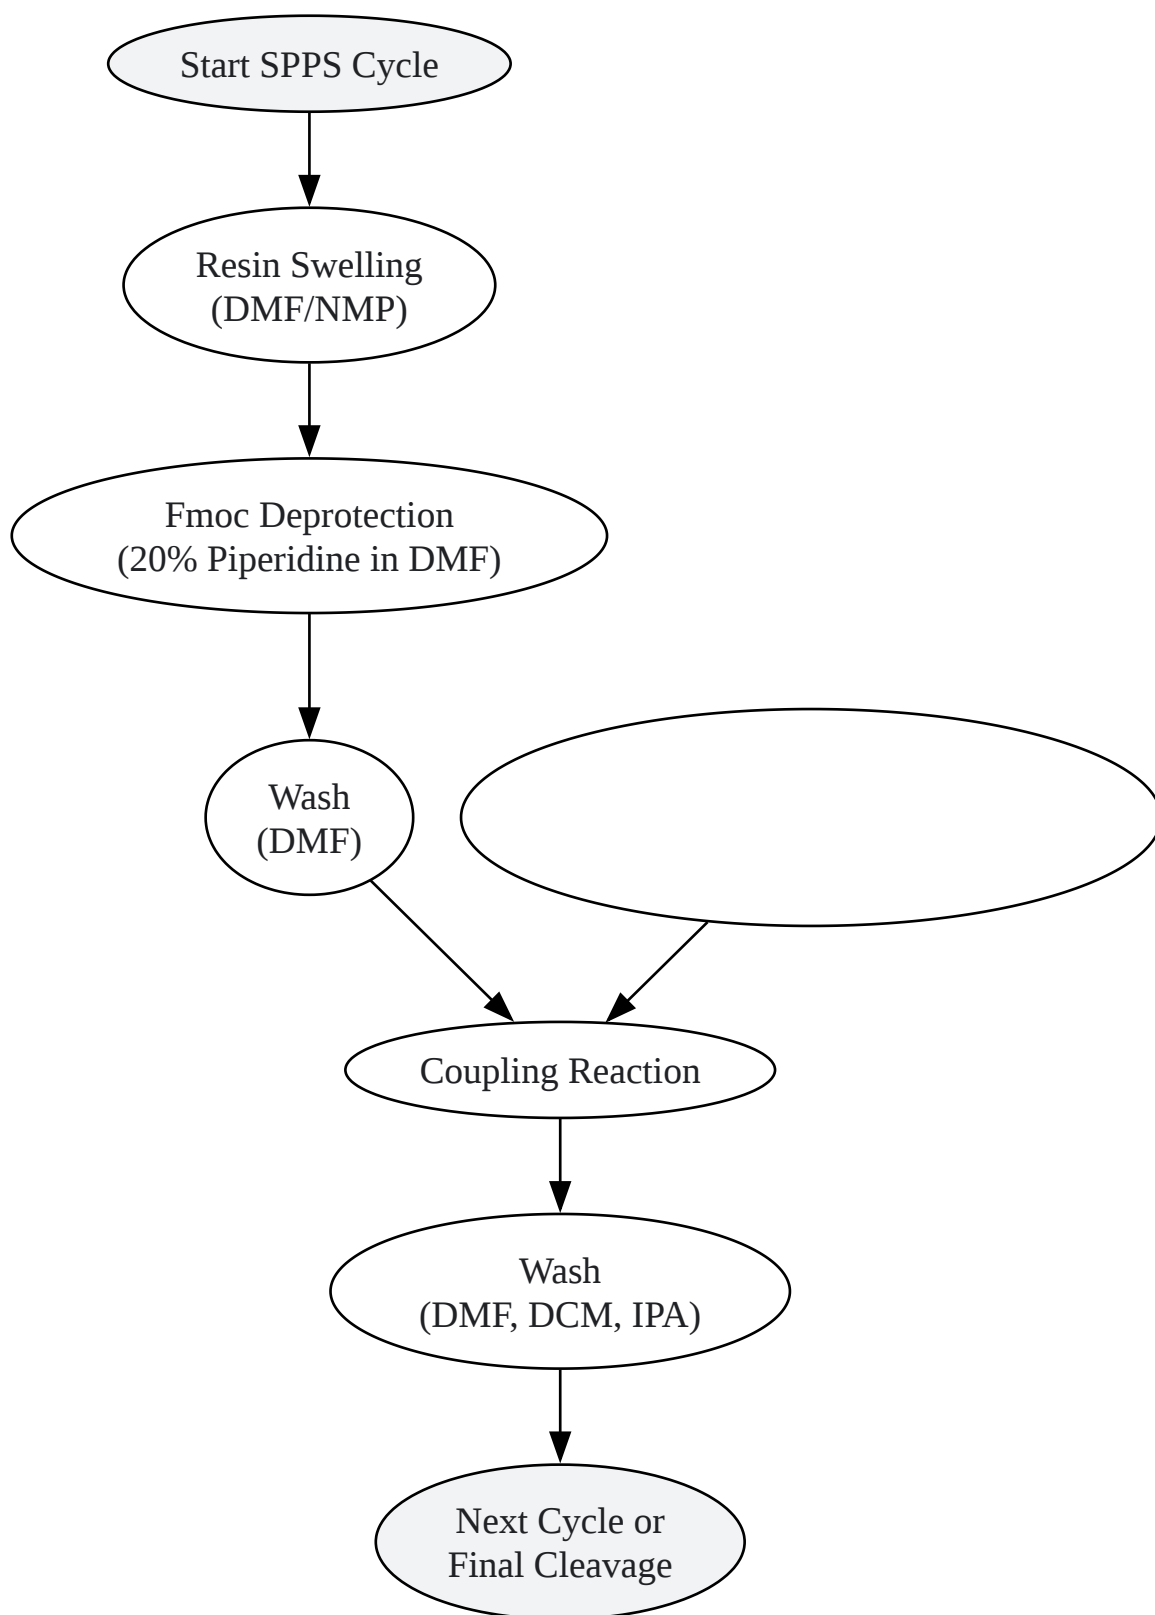 Start SPPS Cycle
Resin Swelling
(DMF/NMP)
Fmoc Deprotection
(20% Piperidine in DMF)
Wash
(DMF)
Coupling Reaction
Wash
(DMF, DCM, IPA)
Next Cycle or
Final Cleavage